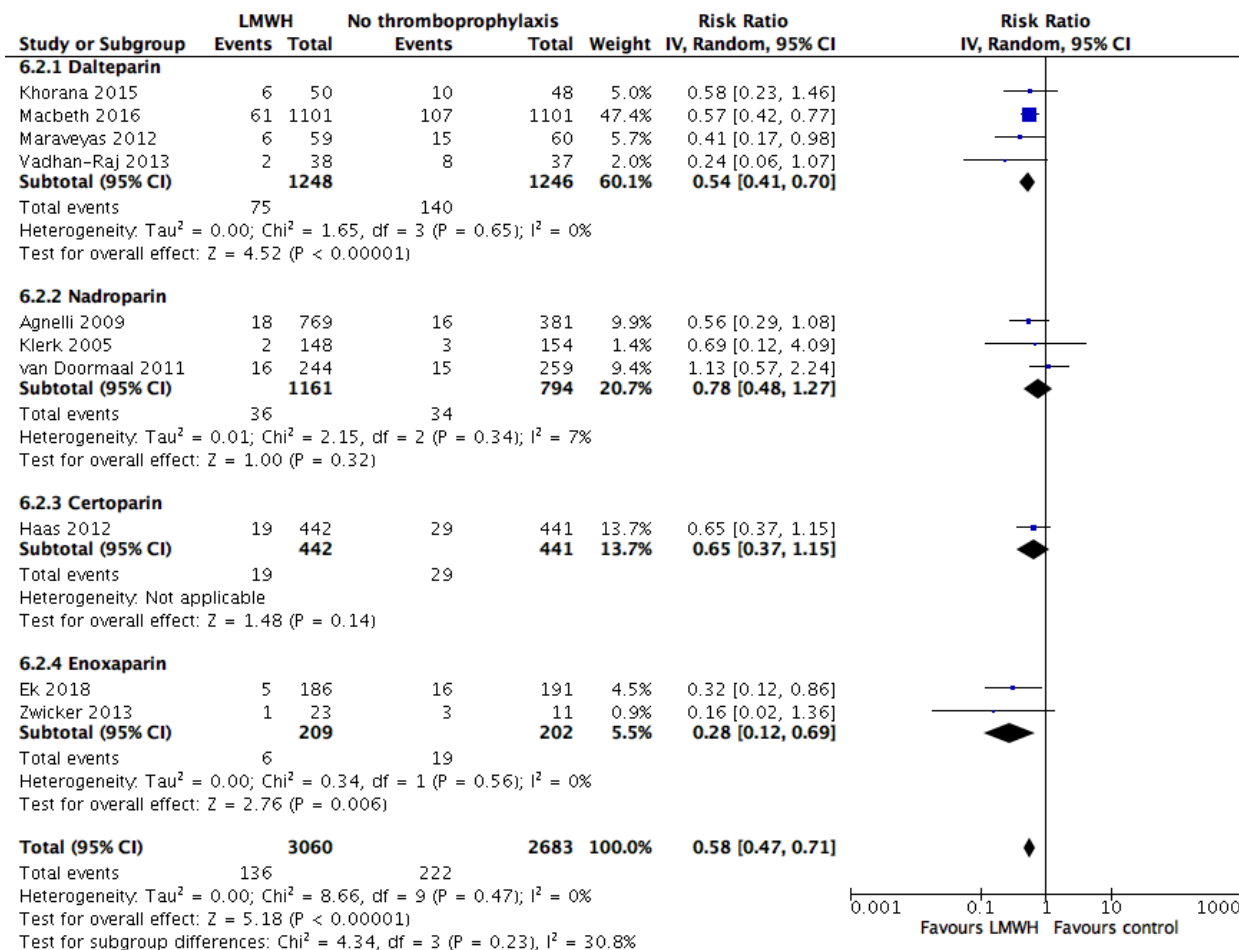 LMWH No thromboprophylaxis Risk Ratio Risk Ratio
Study or Subgroup Events Total Events Total Weight IV, Random, 95% CI IV, Random, 95% CI
6.2.1 Dalteparin
Khorana 2015 6 50 10 48 5.0% 0.58 [0.23, 1.46]
Macbeth 2016 61 1101 107 1101 47.4% 0.57 [0.42, 0.77]
Maraveyas 2012 6 59 15 60 5.7% 0.41 [0.17, 0.98]
Vadhan-Raj 2013 2 38 8 37 2.0% 0.24 [0.06, 1.07]
Subtotal (95% CI) 1248 1246 60.1% 0.54 [0.41, 0.70]
Total events 75 140
Heterogeneity: Tau² = 0.00; Chi² = 1.65, df = 3 (P = 0.65); I² = 0%
Test for overall effect: Z = 4.52 (P < 0.00001)
6.2.2 Nadroparin
Agnelli 2009 18 769 16 381 9.9% 0.56 [0.29, 1.08]
Klerk 2005 2 148 3 154 1.4% 0.69 [0.12, 4.09]
van Doormaal 2011 16 244 15 259 9.4% 1.13 [0.57, 2.24]
Subtotal (95% CI) 1161 794 20.7% 0.78 [0.48, 1.27]
Total events 36 34
Heterogeneity: Tau² = 0.01; Chi² = 2.15, df = 2 (P = 0.34); I² = 7%
Test for overall effect: Z = 1.00 (P = 0.32)
6.2.3 Certoparin
Haas 2012 19 442 29 441 13.7% 0.65 [0.37, 1.15]
Subtotal (95% CI) 442 441 13.7% 0.65 [0.37, 1.15]
Total events 19 29
Heterogeneity: Not applicable
Test for overall effect: Z = 1.48 (P = 0.14)
6.2.4 Enoxaparin
Ek 2018 5 186 16 191 4.5% 0.32 [0.12, 0.86]
Zwicker 2013 1 23 3 11 0.9% 0.16 [0.02, 1.36]
Subtotal (95% CI) 209 202 5.5% 0.28 [0.12, 0.69]
Total events 6 19
Heterogeneity: Tau² = 0.00; Chi² = 0.34, df = 1 (P = 0.56); I² = 0%
Test for overall effect: Z = 2.76 (P = 0.006)
Total (95% CI) 3060 2683 100.0% 0.58 [0.47, 0.71]
Total events 136 222
Heterogeneity: Tau² = 0.00; Chi² = 8.66, df = 9 (P = 0.47); I² = 0%
Test for overall effect: Z = 5.18 (P < 0.00001)
Test for subgroup differences: Chi² = 4.34, df = 3 (P = 0.23), I² = 30.8%
0.001 0.1 1 10 1000
Favours LMWH Favours control